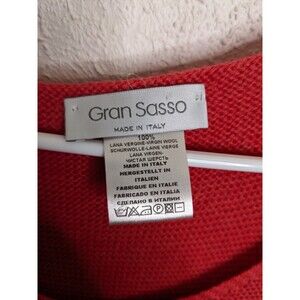 Gran Sasso
MADE IN ITALY
100%
LANA VERGINE-VIRGIN WOOL
SCHURWOLLE-LAINE VIERGE
LANA VIRGEN-
ЧИСТАЯ ШЕРСТЬ
MADE IN ITALY
HERGESTELLT IN
ITALIEN
FABRIQUE EN ITALIE
FABRICADO EN ITALIA
СДЕЛАНО В ИТАЛИИ